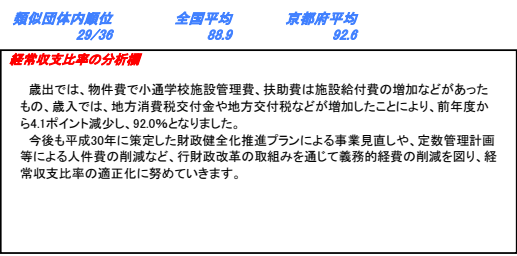 類似団体内順位 全国平均 京都府平均
29/36 88.9 92.6
経常収支比率の分析欄
歳出では、物件費で小通学校施設管理費、扶助費は施設給付費の増加などがあった
もの、歳入では、地方消費税交付金や地方交付税などが増加したことにより、前年度か
ら4.1ポイント減少し、92.0%となりました。
今後も平成30年に策定した財政健全化推進プランによる事業見直しや、定数管理計画
等による人件費の削減など、行財政改革の取組みを通じて義務的経費の削減を図り、経
常収支比率の適正化に努めていきます。